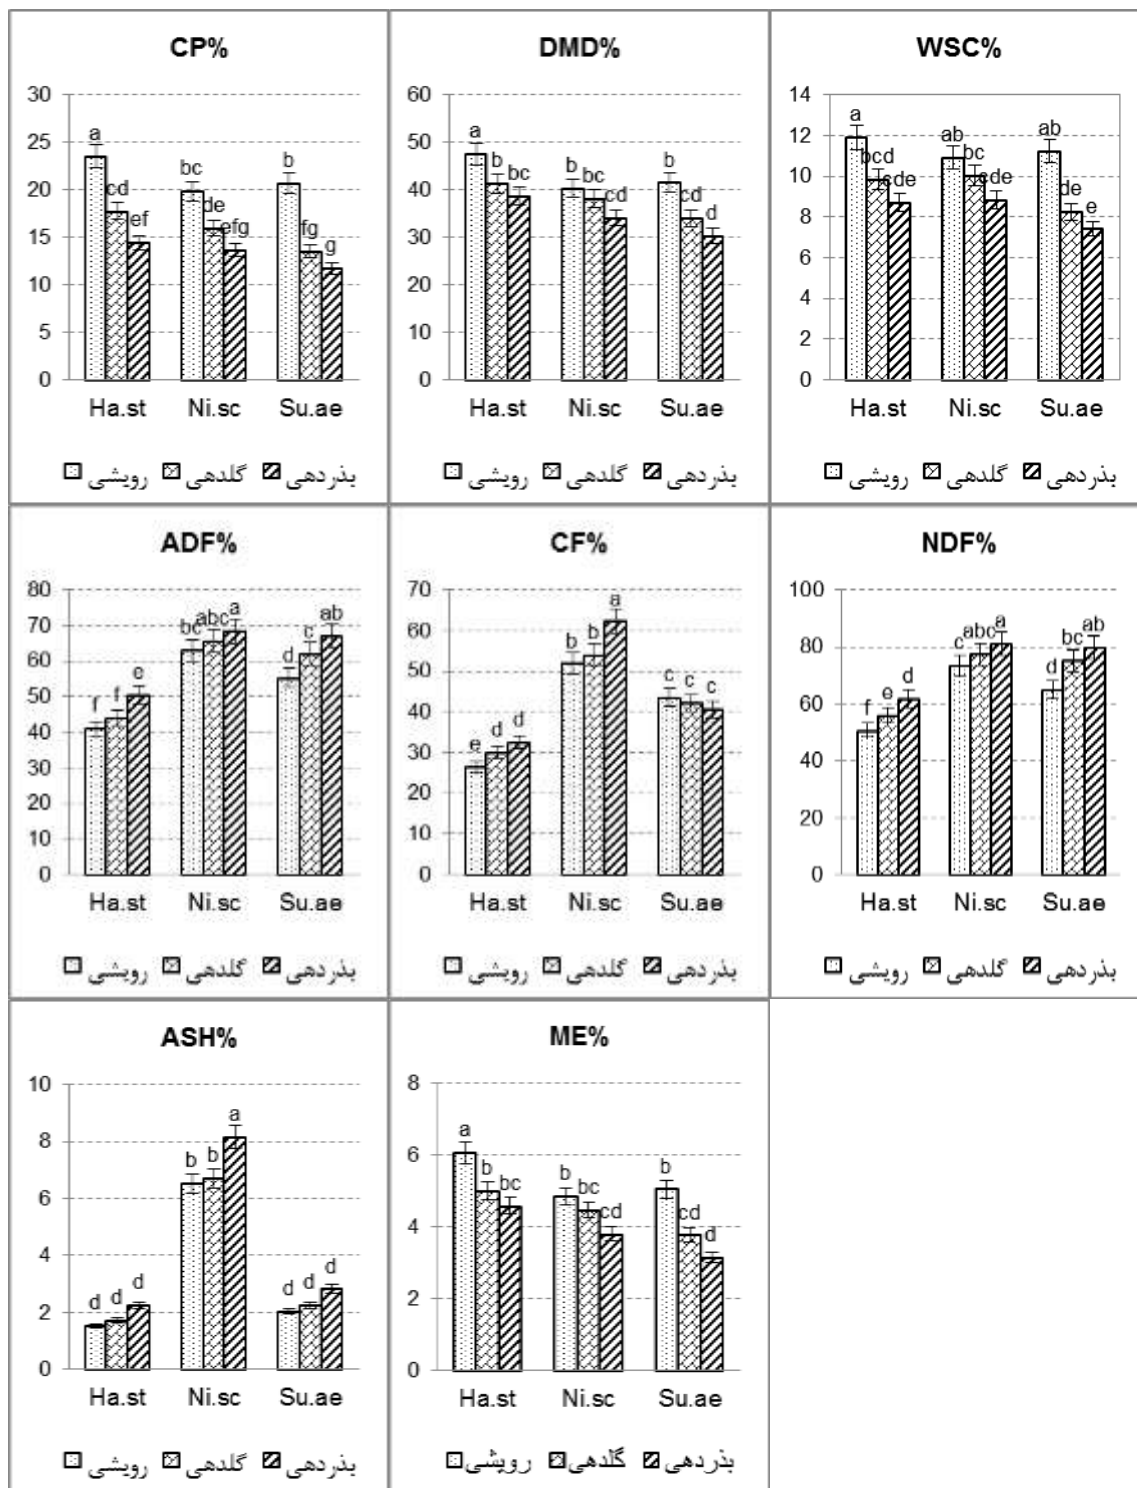 CP%
30
25
20
15
10
5
0
a
cd
ef
bc
de
efg
b
fg
g
Ha.st Ni.sc Su.ae
رویشی گلدهی بذردهی
DMD%
60
50
40
30
20
10
0
a
b
bc
b
bc
cd
b
cd
d
Ha.st Ni.sc Su.ae
رویشی گلدهی بذردهی
WSC%
14
12
10
8
6
4
2
0
a
bcd
cde
ab
bc
cde
ab
de
e
Ha.st Ni.sc Su.ae
رویشی گلدهی بذردهی
ADF%
80
70
60
50
40
30
20
10
0
f
f
e
bc
abc
a
d
c
ab
Ha.st Ni.sc Su.ae
رویشی گلدهی بذردهی
CF%
70
60
50
40
30
20
10
0
e
d
d
b
b
a
c
c
c
Ha.st Ni.sc Su.ae
رویشی گلدهی بذردهی
NDF%
100
80
60
40
20
0
f
e
d
c
abc
a
d
bc
ab
Ha.st Ni.sc Su.ae
رویشی گلدهی بذردهی
ASH%
10
8
6
4
2
0
d
d
d
b
b
a
d
d
d
Ha.st Ni.sc Su.ae
رویشی گلدهی بذردهی
ME%
8
6
4
2
0
a
b
bc
b
bc
cd
b
cd
d
Ha.st Ni.sc Su.ae
رویشی گلدهی بذردهی